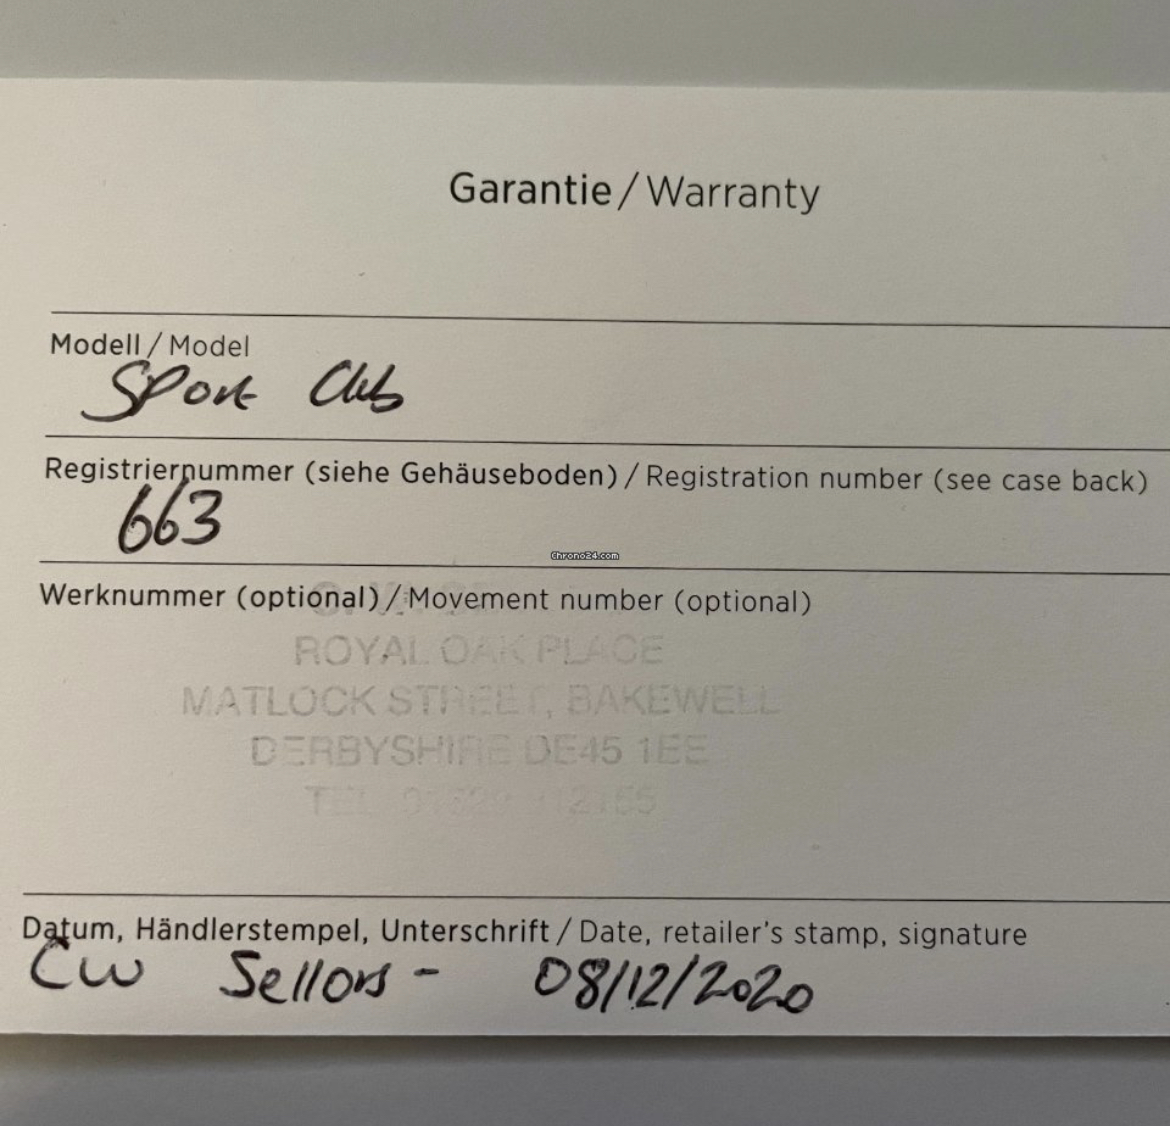 Garantie / Warranty
Modell / Model
Sport Club
Registriernummer (siehe Gehäuseboden) / Registration number (see case back)
663
Chrono24.com
Werknummer (optional) / Movement number (optional)
ROYAL OAK PLACE
MATLOCK STREET, BAKEWELL
DERBYSHIRE DE45 1EE
TEL
Datum, Händlerstempel, Unterschrift / Date, retailer's stamp, signature
CW Sellors - 08/12/2020